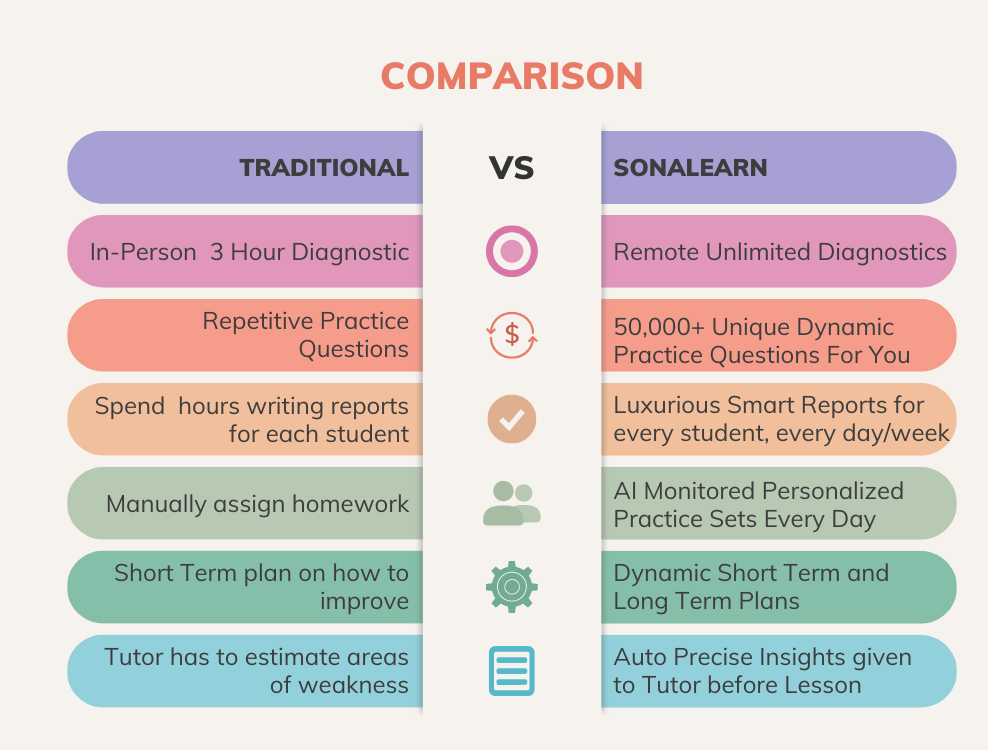 COMPARISON
TRADITIONAL VS SONALEARN
In-Person 3 Hour Diagnostic
Remote Unlimited Diagnostics
Repetitive Practice
Questions
$
50,000+ Unique Dynamic
Practice Questions For You
Spend hours writing reports
for each student
Luxurious Smart Reports for
every student, every day/week
Manually assign homework
AI Monitored Personalized
Practice Sets Every Day
Short Term plan on how to
improve
Dynamic Short Term and
Long Term Plans
Tutor has to estimate areas
of weakness
Auto Precise Insights given
to Tutor before Lesson